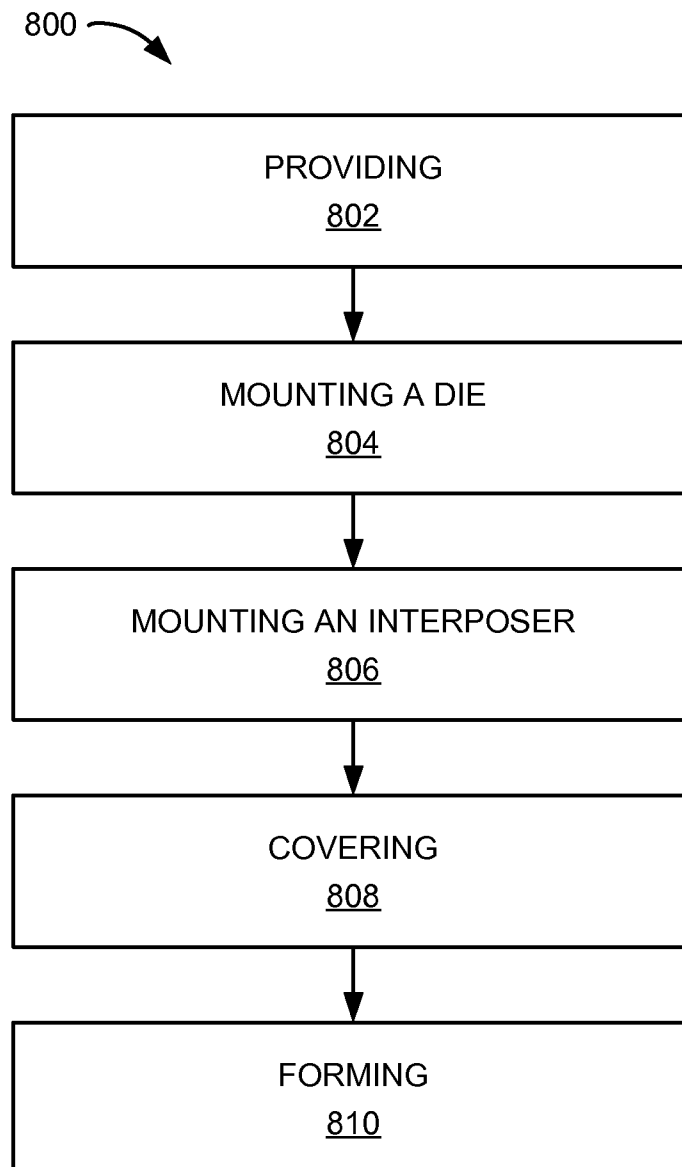 800
PROVIDING
802
MOUNTING A DIE
804
MOUNTING AN INTERPOSER
806
COVERING
808
FORMING
810